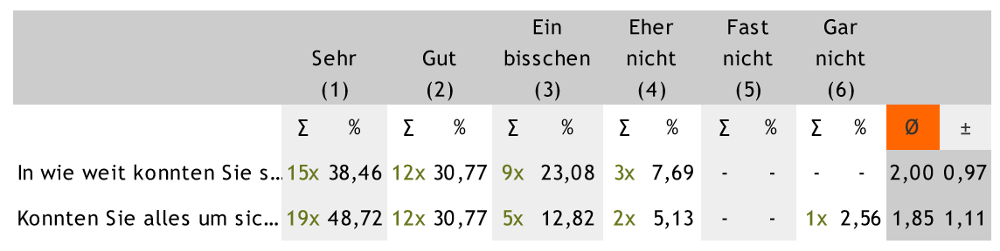 Ein Eher Fast Gar
Sehr Gut bisschen nicht nicht nicht
(1) (2) (3) (4) (5) (6)
Σ % Σ % Σ % Σ % Σ % Σ % Ø ±
In wie weit konnten Sie s... 15x 38,46 12x 30,77 9x 23,08 3x 7,69 - - - - 2,00 0,97
Konnten Sie alles um sic... 19x 48,72 12x 30,77 5x 12,82 2x 5,13 - - 1x 2,56 1,85 1,11